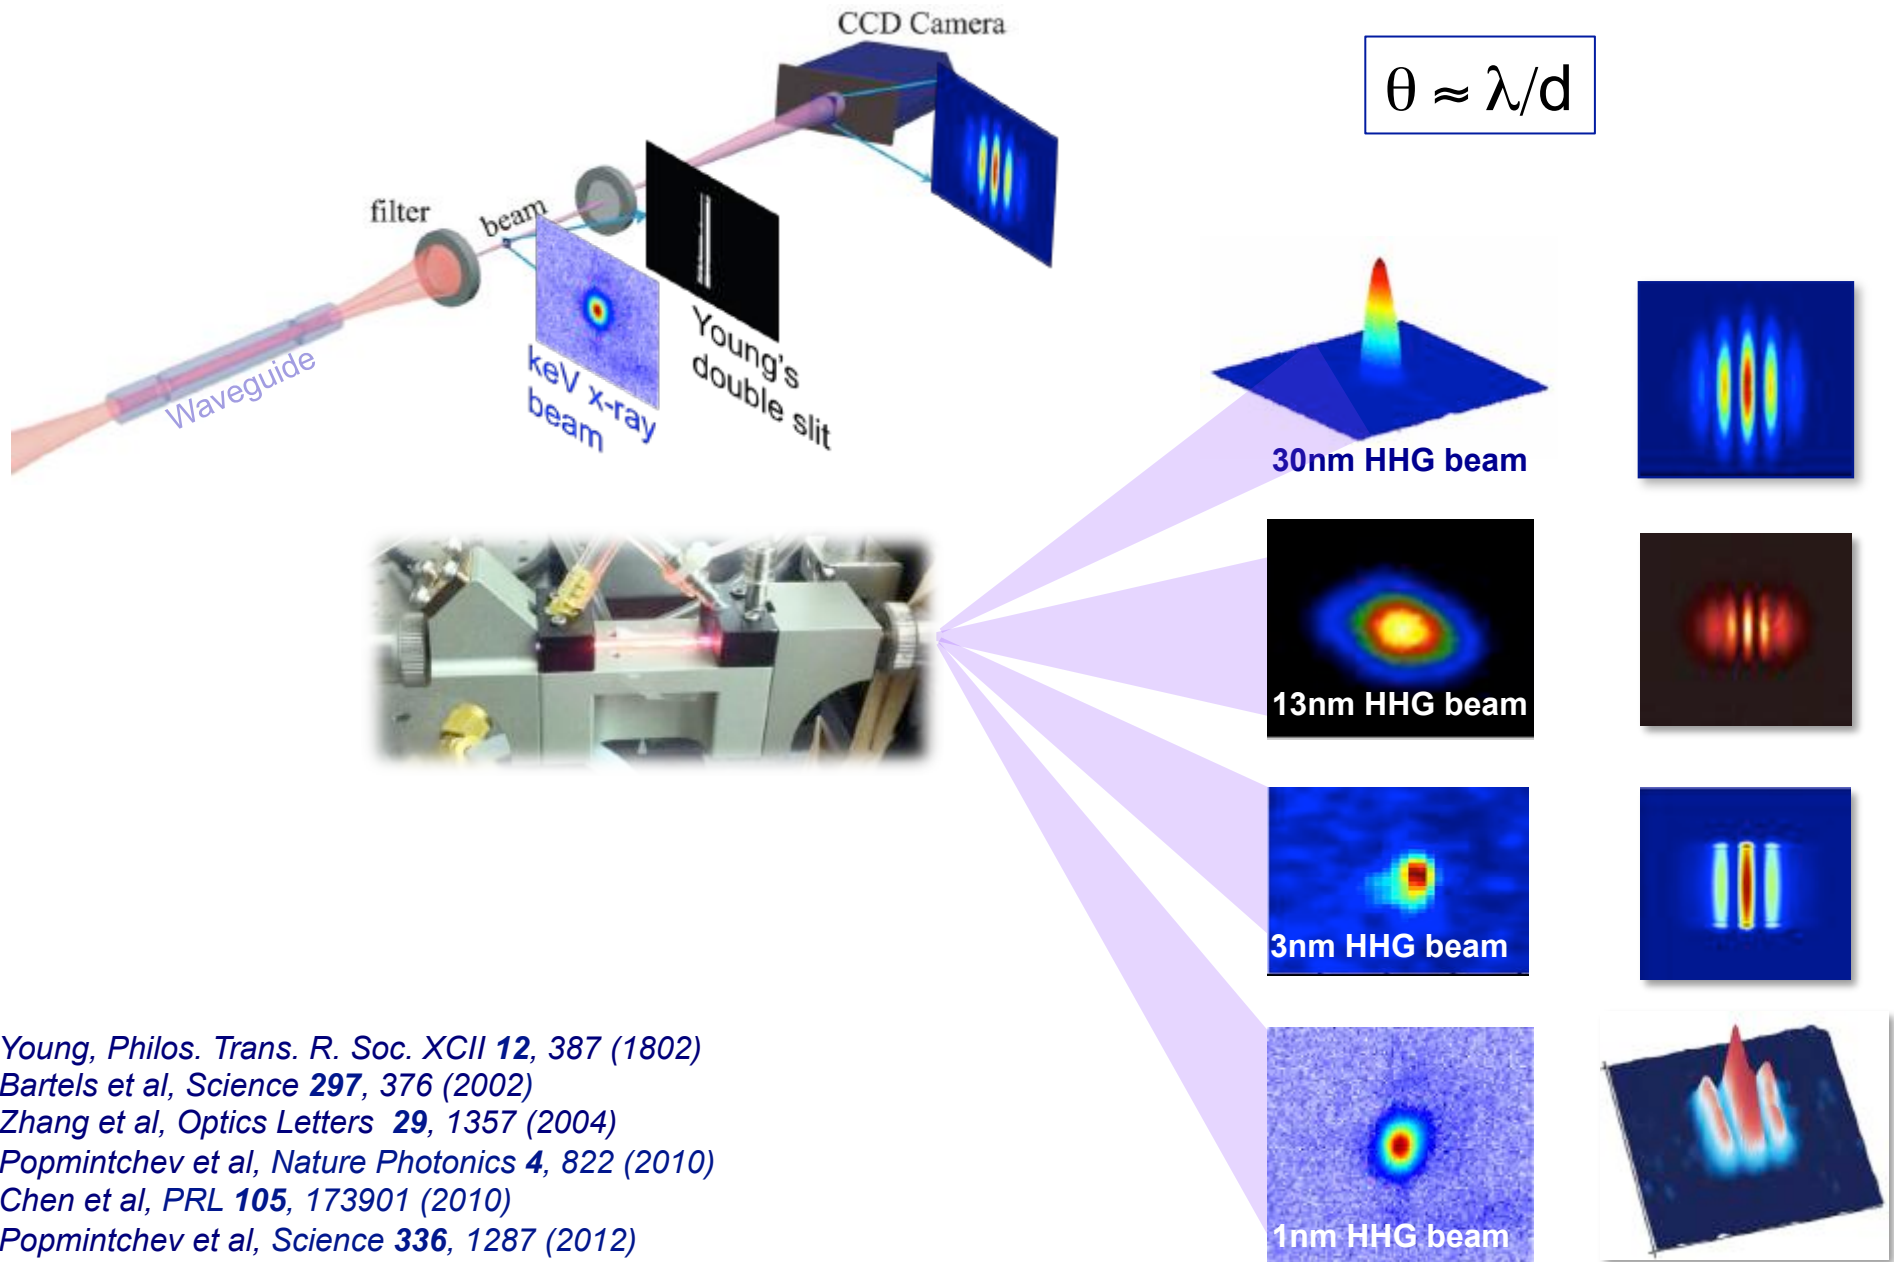 CCD Camera
θ ≈ λ/d
filter
beam
Waveguide
keV x-ray
beam
Young's
double slit
30nm HHG beam
13nm HHG beam
3nm HHG beam
1nm HHG beam
Young, Philos. Trans. R. Soc. XCII 12, 387 (1802)
Bartels et al, Science 297, 376 (2002)
Zhang et al, Optics Letters 29, 1357 (2004)
Popmintchev et al, Nature Photonics 4, 822 (2010)
Chen et al, PRL 105, 173901 (2010)
Popmintchev et al, Science 336, 1287 (2012)